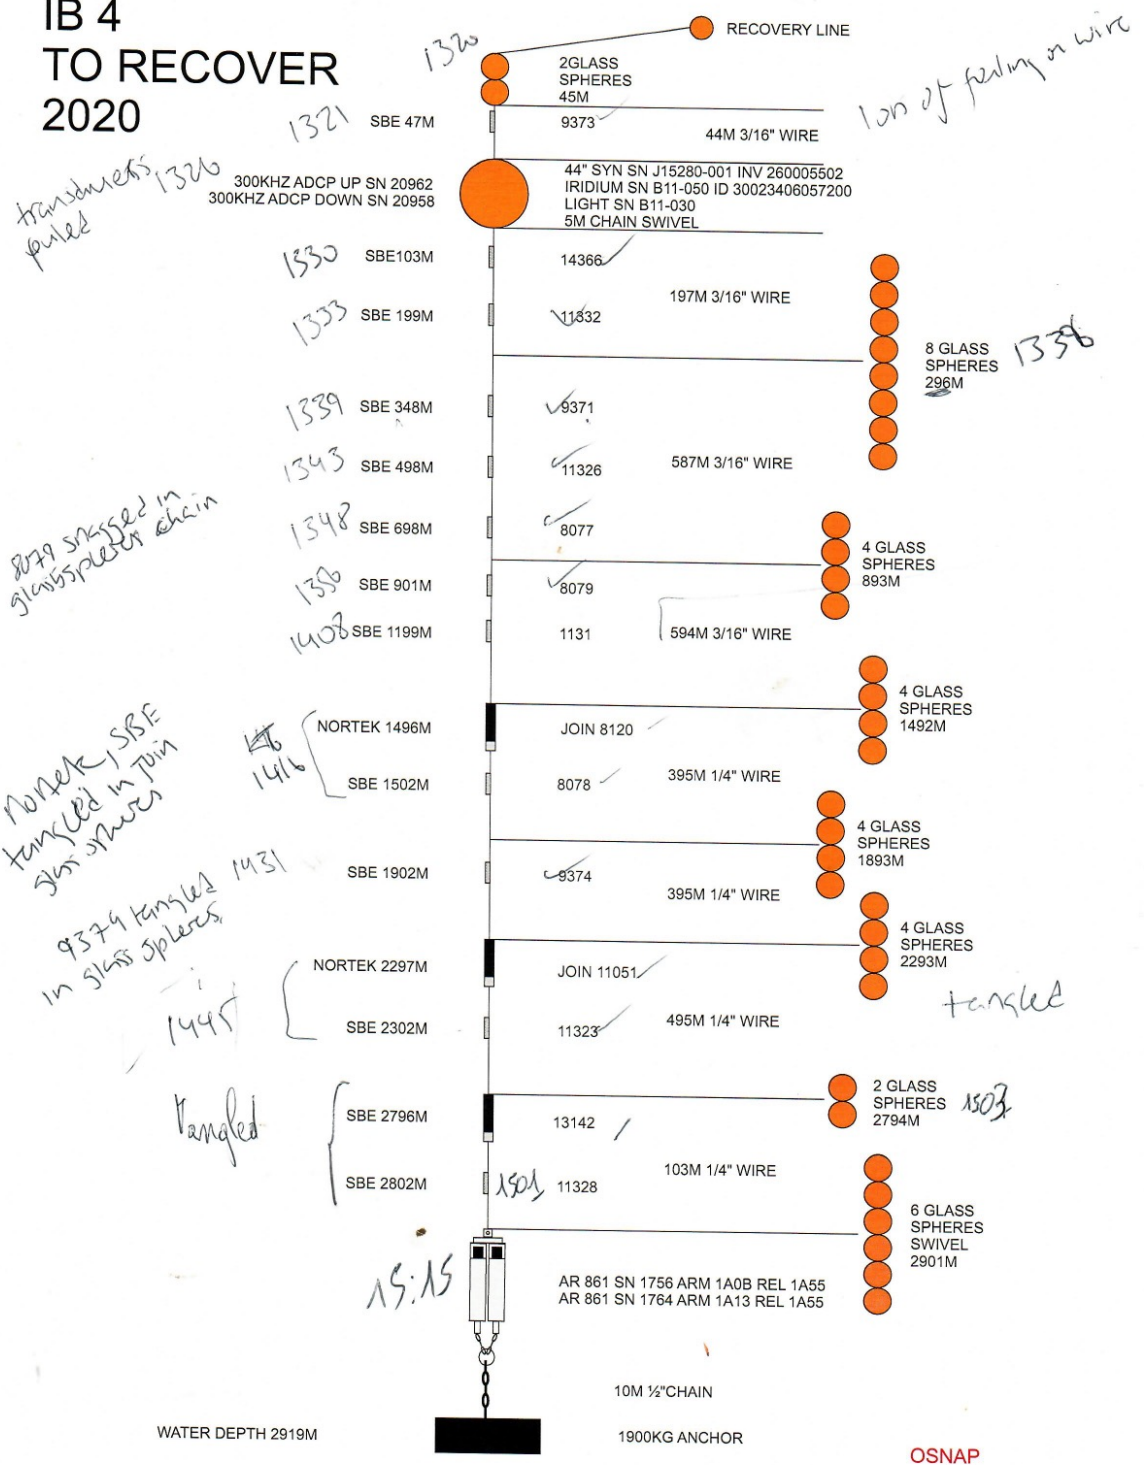 IB 4
TO RECOVER
2020
RECOVERY LINE
1320
2GLASS
SPHERES
45M
1321
SBE 47M
9373
44M 3/16" WIRE
fouling on wire
transducers
fouled
1326
300KHZ ADCP UP SN 20962
300KHZ ADCP DOWN SN 20958
44" SYN SN J15280-001 INV 260005502
IRIDIUM SN B11-050 ID 30023406057200
LIGHT SN B11-030
5M CHAIN SWIVEL
1330
SBE103M
14366
197M 3/16" WIRE
1333
SBE 199M
11332
8 GLASS
SPHERES
296M
1339
SBE 348M
9371
1343
SBE 498M
11326
587M 3/16" WIRE
8079 snagged in
glass spheres chain
1348
SBE 698M
8077
4 GLASS
SPHERES
893M
SBE 901M
8079
1408
SBE 1199M
1131
594M 3/16" WIRE
4 GLASS
SPHERES
1492M
Nortek, SBE
tangled in join
glass spheres
1416
NORTEK 1496M
JOIN 8120
SBE 1502M
8078
395M 1/4" WIRE
4 GLASS
SPHERES
1893M
9374 tangled 1431
in glass spheres
SBE 1902M
9374
395M 1/4" WIRE
4 GLASS
SPHERES
2293M
tangled
1445
NORTEK 2297M
JOIN 11051
SBE 2302M
11323
495M 1/4" WIRE
2 GLASS
SPHERES
2794M
1503
Tangled
SBE 2796M
13142
103M 1/4" WIRE
SBE 2802M
1501
11328
6 GLASS
SPHERES
SWIVEL
2901M
15:15
AR 861 SN 1756 ARM 1A0B REL 1A55
AR 861 SN 1764 ARM 1A13 REL 1A55
10M ½"CHAIN
WATER DEPTH 2919M
1900KG ANCHOR
OSNAP